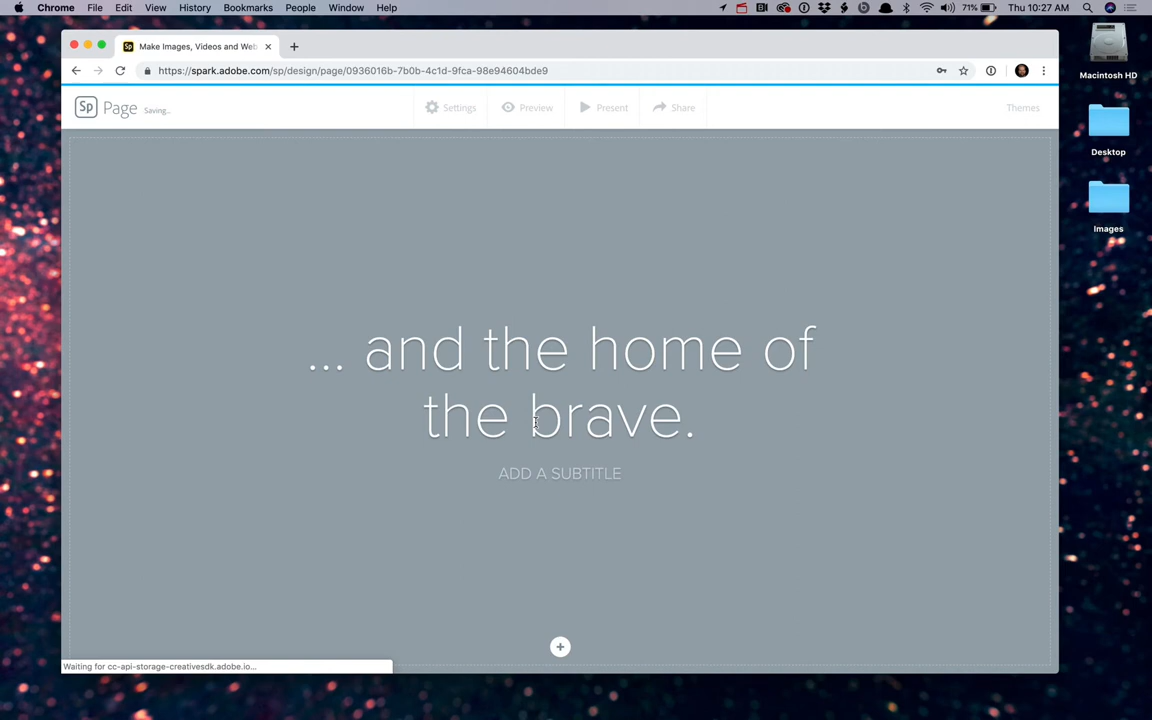 Chrome File Edit View History Bookmarks People Window Help
71% Thu 10:27 AM
Sp Make Images, Videos and Web
https://spark.adobe.com/sp/design/page/0936016b-7b0b-4c1d-9fca-98e94604bde9
Sp Page Saving.. Settings Preview Present Share Themes
... and the home of
the brave.
ADD A SUBTITLE
Waiting for cc-api-storage-creativesdk.adobe.io...
Macintosh HD
Desktop
Images